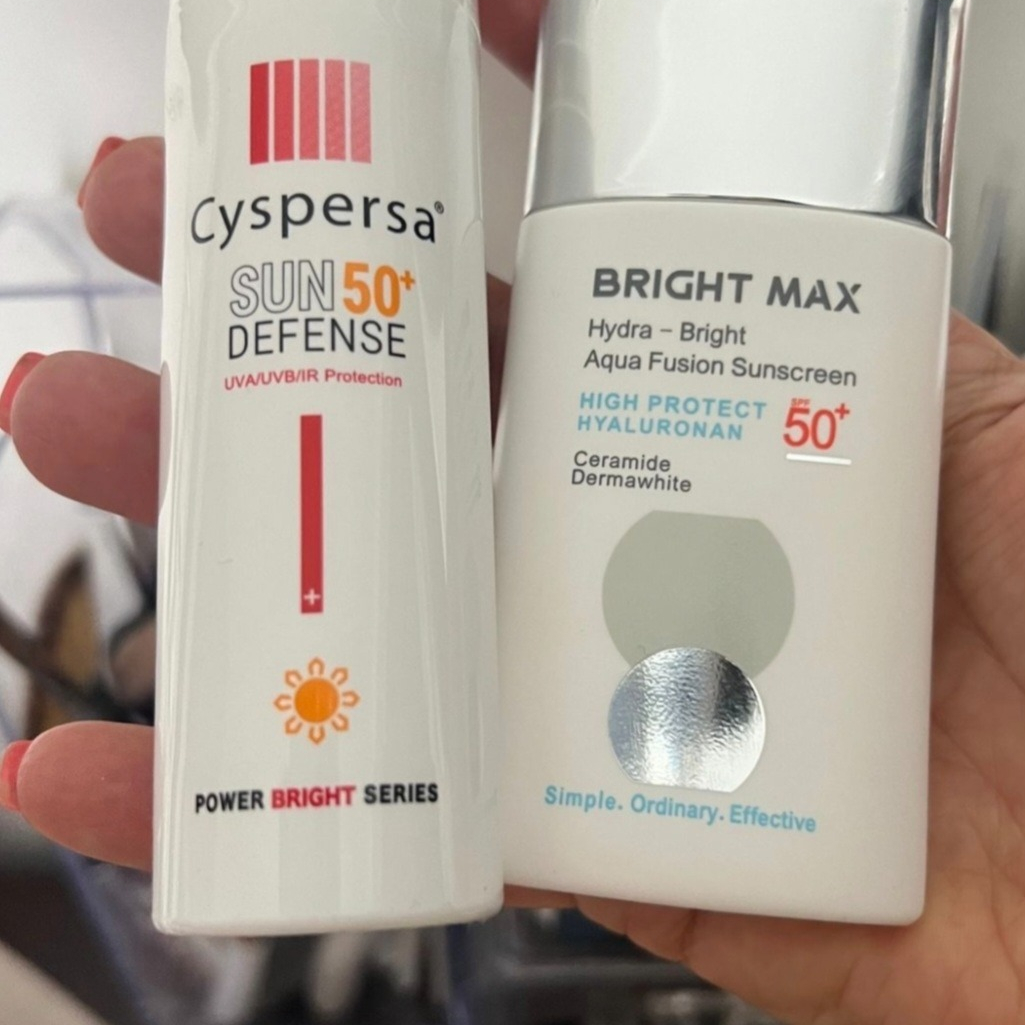 Cyspersa®
SUN 50+
DEFENSE
UVA/UVB/IR Protection
+
POWER BRIGHT SERIES
BRIGHT MAX
Hydra – Bright
Aqua Fusion Sunscreen
HIGH PROTECT
HYALURONAN
SPF
50+
Ceramide
Dermawhite
Simple. Ordinary. Effective